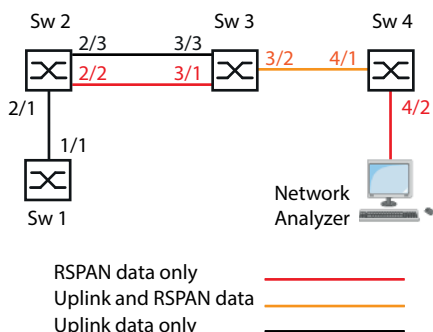 Sw 2
Sw 3
Sw 4
2/3
3/3
2/2
3/1
3/2
4/1
2/1
4/2
1/1
Sw 1
Network
Analyzer
RSPAN data only
Uplink and RSPAN data
Uplink data only